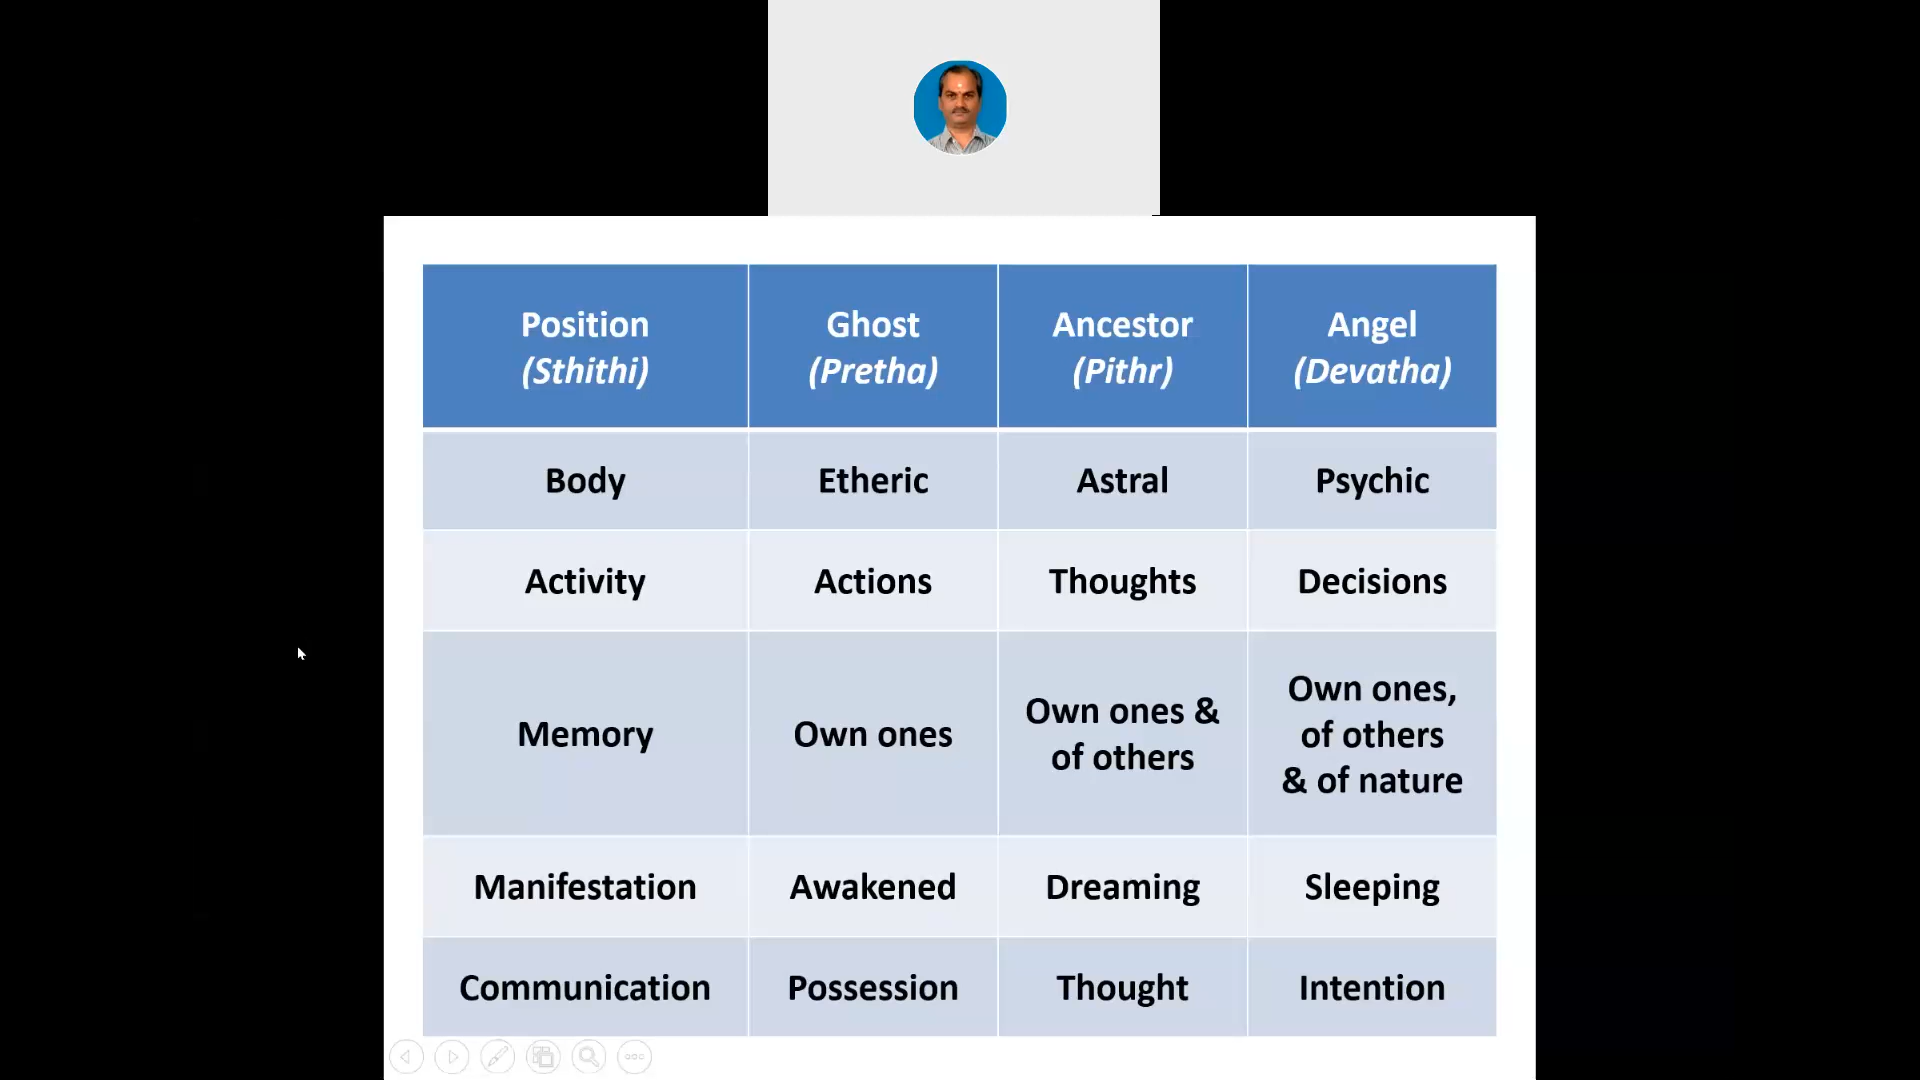 Position Ghost Ancestor Angel
(Sthithi) (Pretha) (Pithr) (Devatha)
Body Etheric Astral Psychic
Activity Actions Thoughts Decisions
Memory
Own ones
Own ones &
of others
Own ones,
of others
& of nature
Manifestation Awakened Dreaming Sleeping
Communication Possession Thought Intention